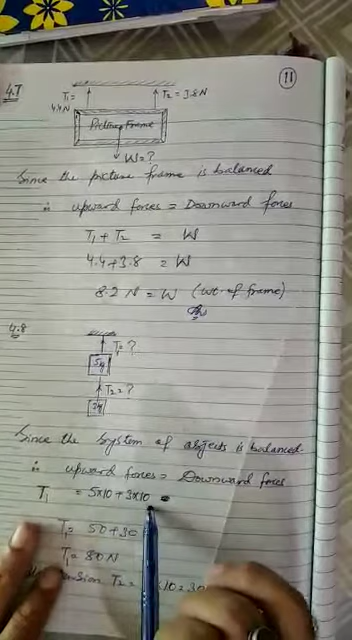 11
4.7
T₁ = 4.4N
T₂ = 3.8N
Picture Frame
W=?
Since the picture frame is balanced
∴ upward forces = Downward forces
T₁ + T₂ = W
4.4+3.8 = W
8.2 N = W (wt. of frame)
Ans
4.8
T₁=?
5kg
T₂=?
3kg
Since the System of objects is balanced
∴ upward forces = Downward forces
T₁ = 5×10+3×10
T₁ = 50+30
T₁ = 80 N
T₂ =
×10=30